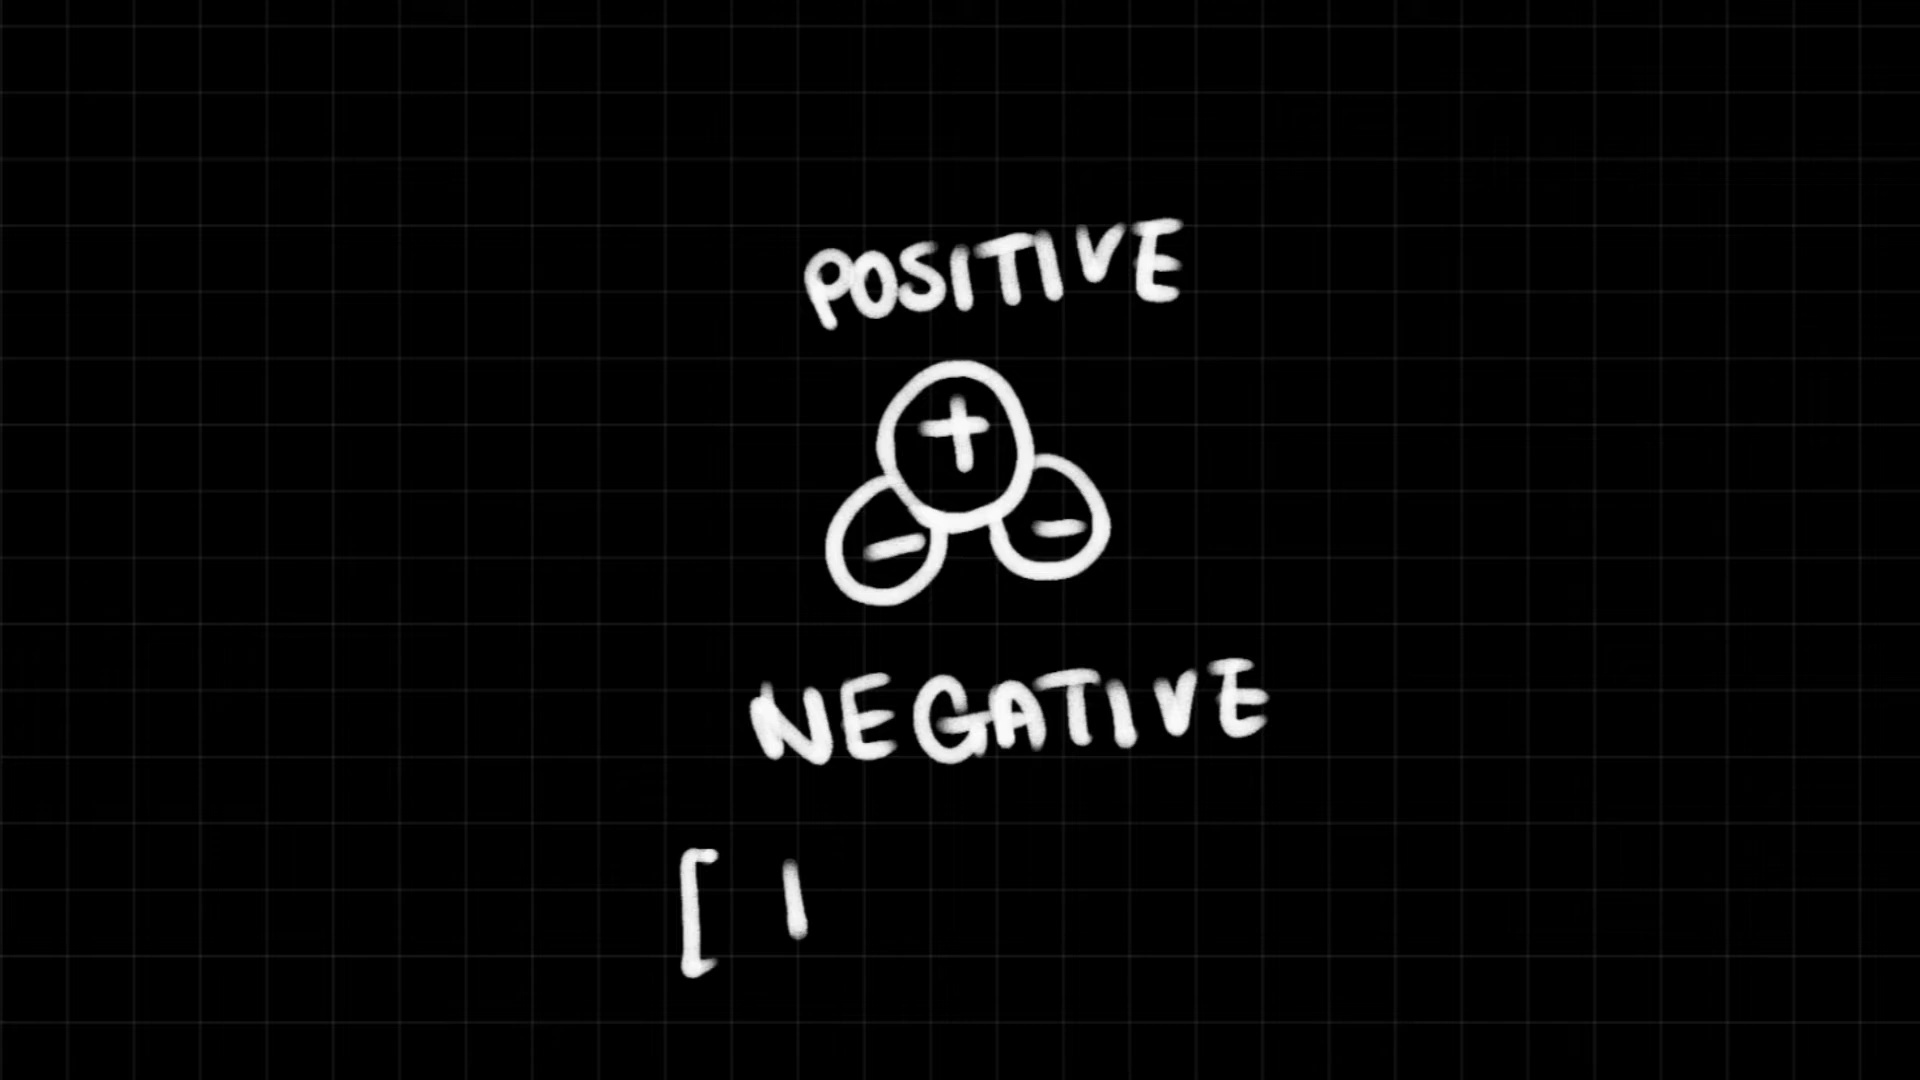 POSITIVE
+
- -
NEGATIVE
[ I